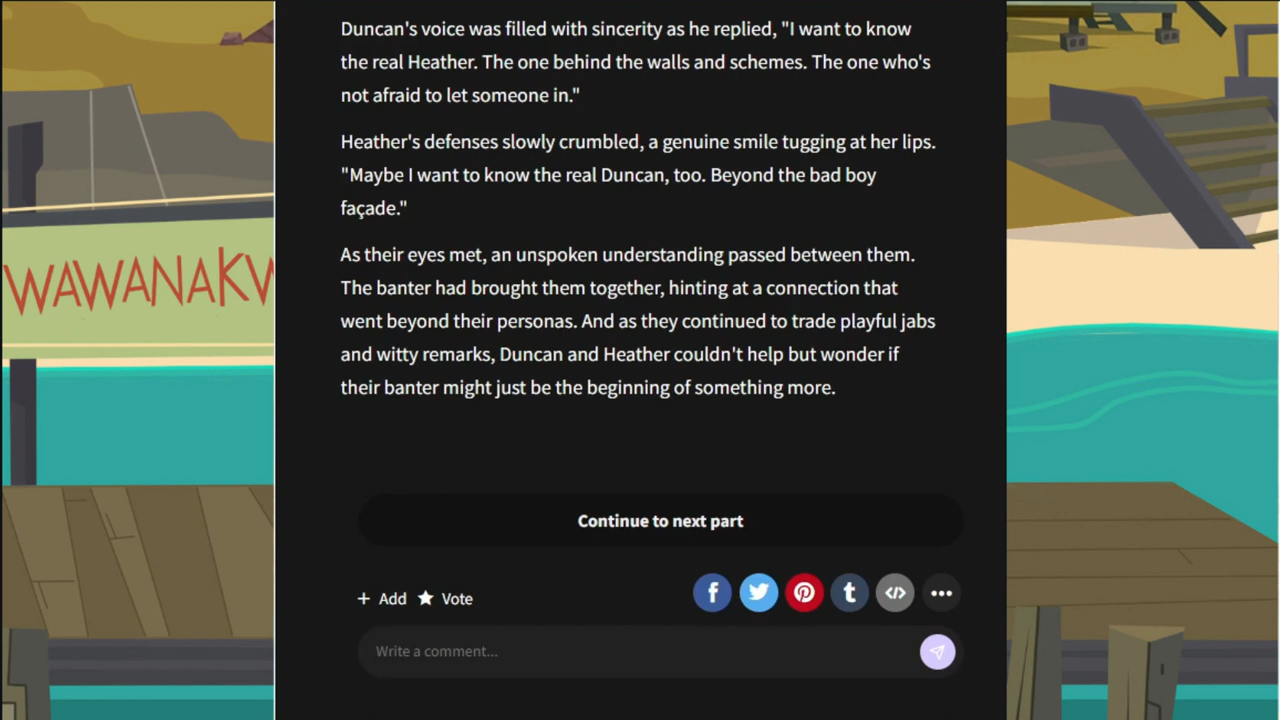 Duncan's voice was filled with sincerity as he replied, "I want to know
the real Heather. The one behind the walls and schemes. The one who's
not afraid to let someone in."
Heather's defenses slowly crumbled, a genuine smile tugging at her lips.
"Maybe I want to know the real Duncan, too. Beyond the bad boy
façade."
WAWANAKW
As their eyes met, an unspoken understanding passed between them.
The banter had brought them together, hinting at a connection that
went beyond their personas. And as they continued to trade playful jabs
and witty remarks, Duncan and Heather couldn't help but wonder if
their banter might just be the beginning of something more.
Continue to next part
+ Add ★ Vote
Write a comment...